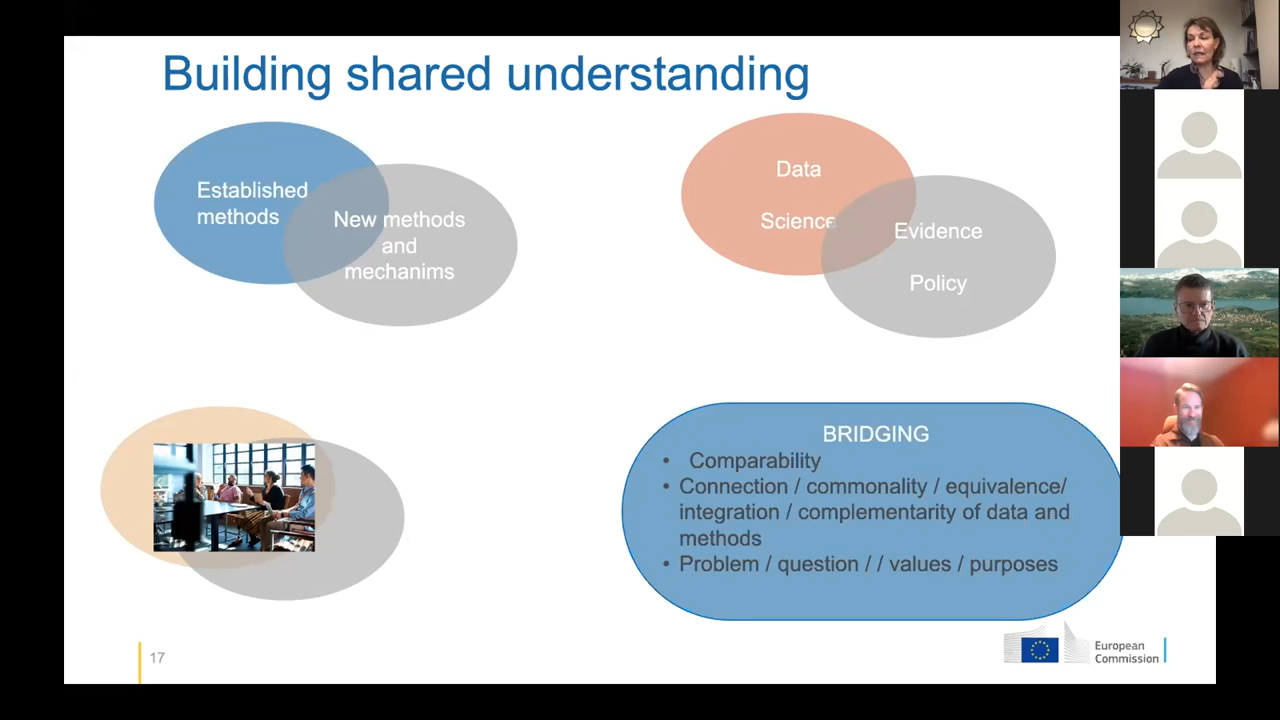 Building shared understanding
Established
methods
New methods
and
mechanims
Data
Science
Evidence
Policy
BRIDGING
• Comparability
• Connection / commonality / equivalence/
integration / complementarity of data and
methods
• Problem / question / / values / purposes
17
European
Commission